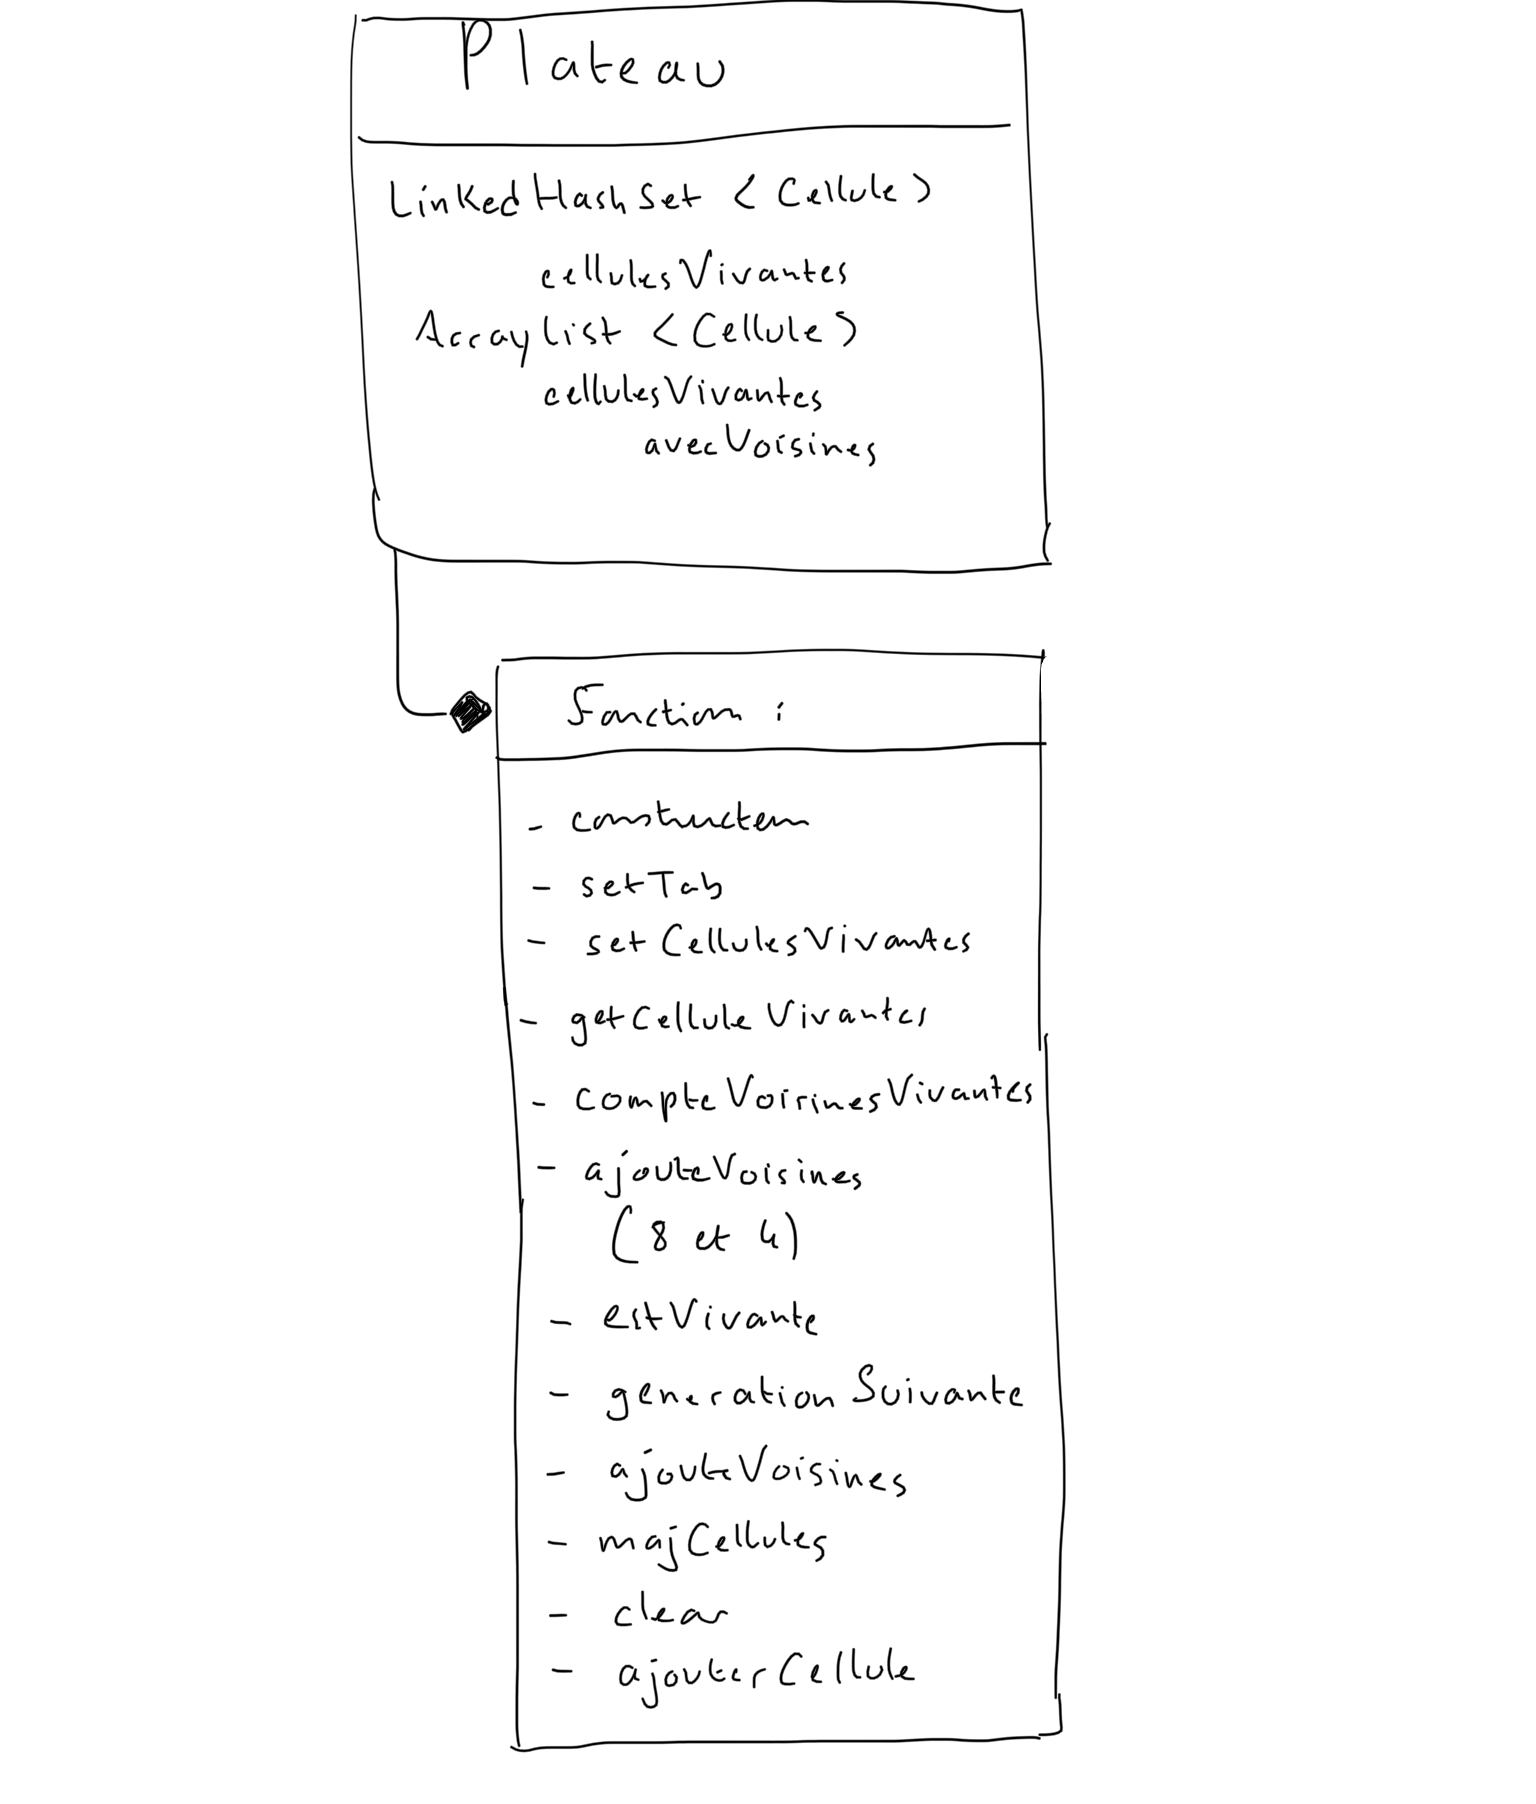 Plateau
LinkedHashSet < Cellule >
cellulesVivantes
ArrayList < Cellule >
cellulesVivantes
avecVoisines
Fonction :
- constructeur
- setTab
- setCellulesVivantes
- getCelluleVivantes
- compteVoisinesVivantes
- ajouteVoisines
(8 et 4)
- estVivante
- generationSuivante
- ajouteVoisines
- majCellules
- clear
- ajouterCellule